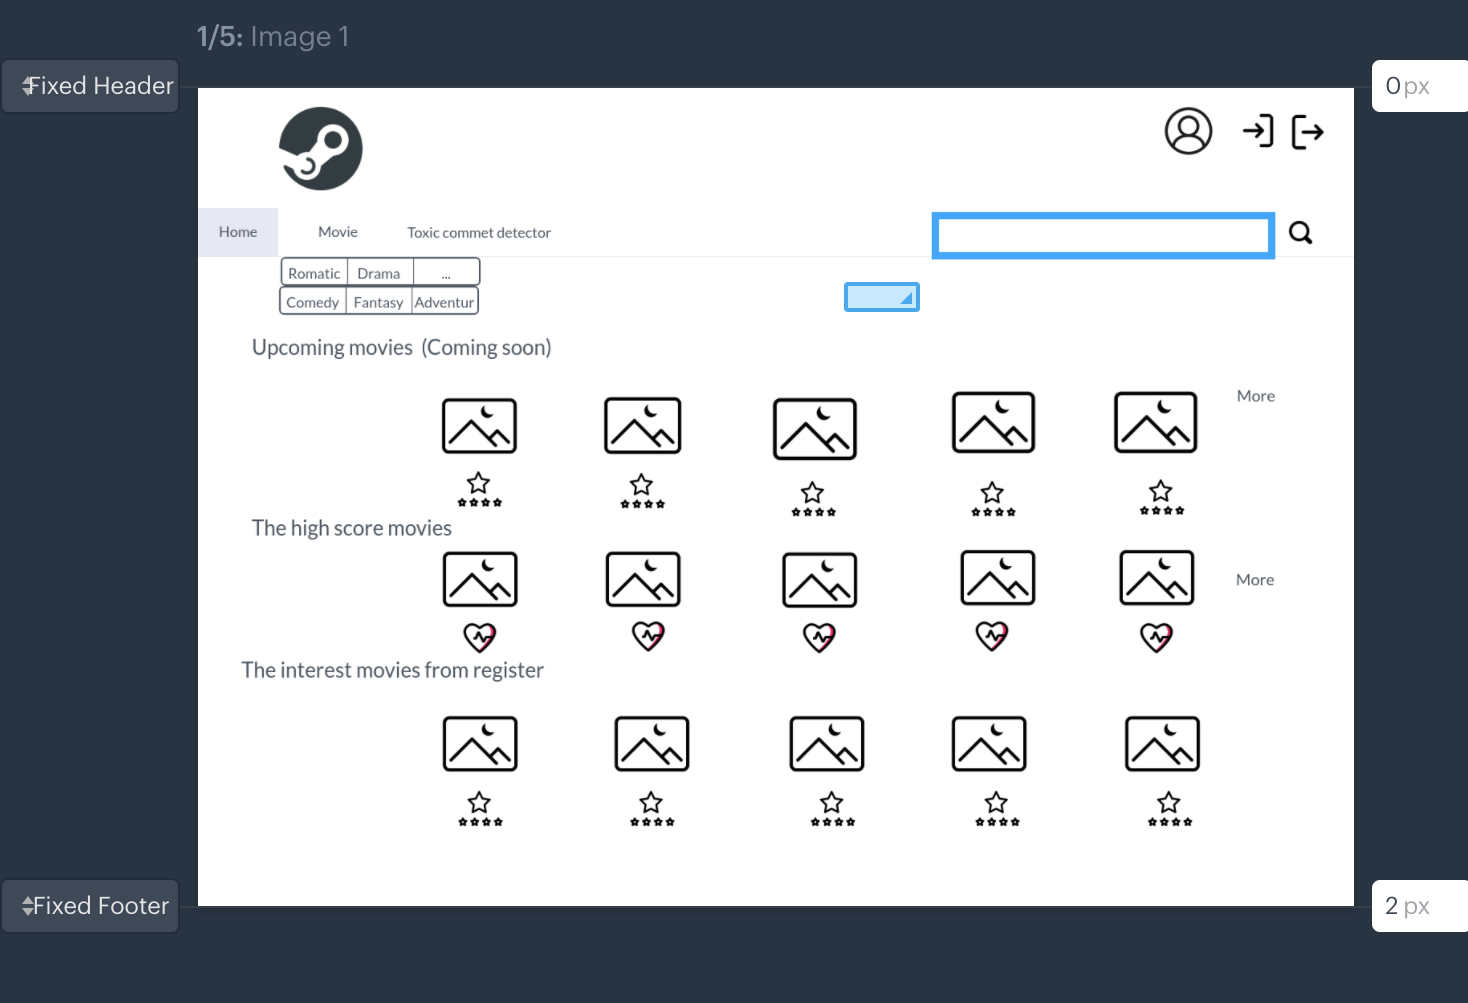 1/5: Image 1
Fixed Header
0 px
Home Movie Toxic commet detector
Romatic Drama ...
Comedy Fantasy Adventur
Upcoming movies (Coming soon)
More
The high score movies
More
The interest movies from register
Fixed Footer
2 px